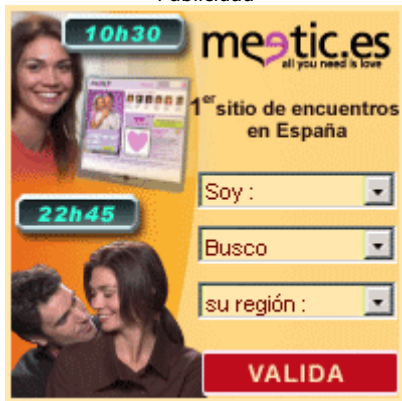 Publicidad
10h30
meetic.es
all you need is love
1er sitio de encuentros
en España
Soy :
22h45
Busco
su región :
VALIDA